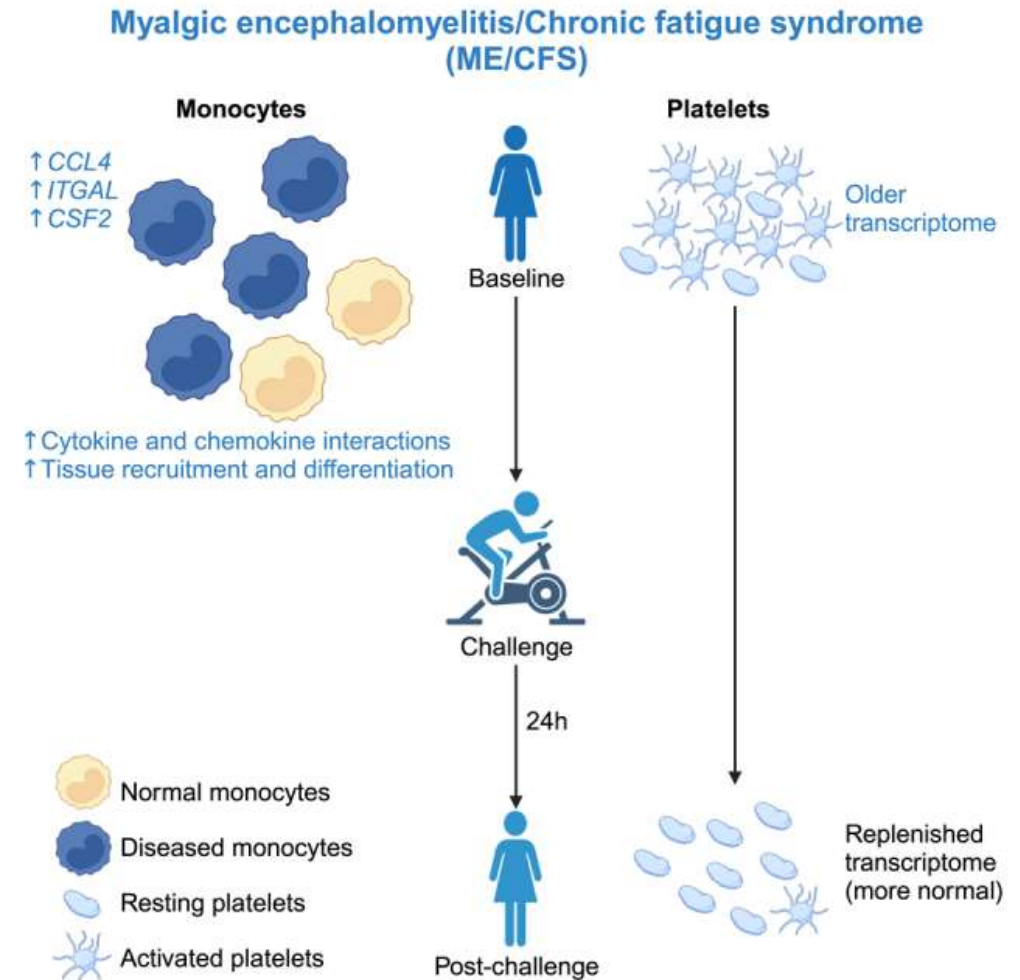 Myalgic encephalomyelitis/Chronic fatigue syndrome
(ME/CFS)
Monocytes
Platelets
↑ CCL4
↑ ITGAL
↑ CSF2
Older
transcriptome
Baseline
↑ Cytokine and chemokine interactions
↑ Tissue recruitment and differentiation
Challenge
24h
Normal monocytes
Diseased monocytes
Resting platelets
Activated platelets
Replenished
transcriptome
(more normal)
Post-challenge